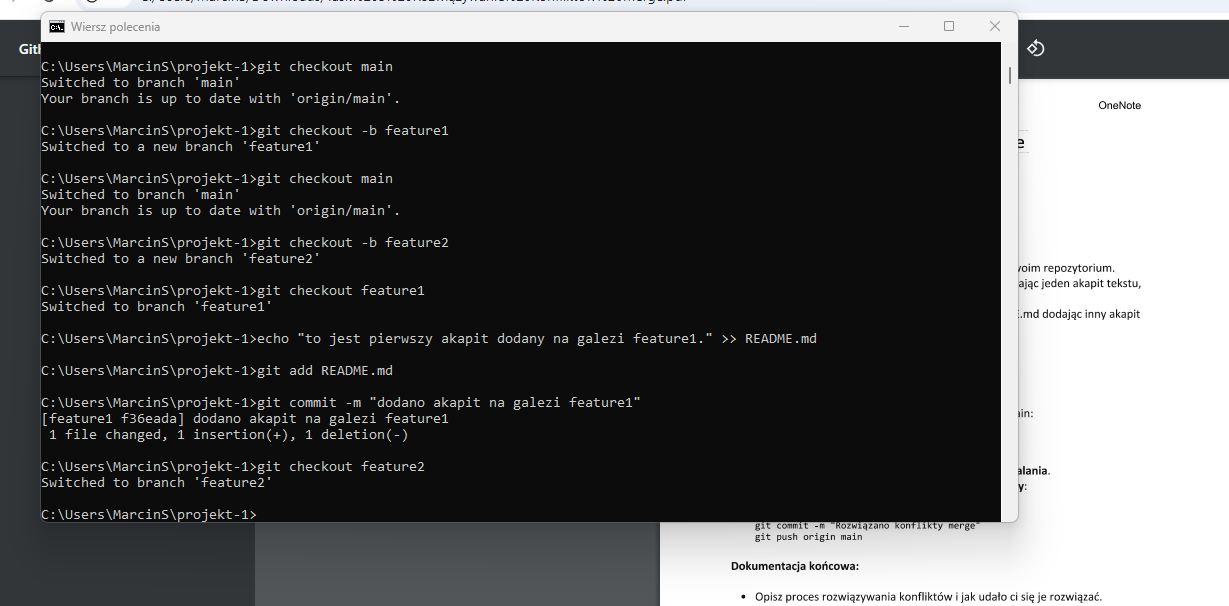 Wiersz polecenia
Gith
C:\Users\MarcinS\projekt-1>git checkout main
Switched to branch 'main'
Your branch is up to date with 'origin/main'.
C:\Users\MarcinS\projekt-1>git checkout -b feature1
Switched to a new branch 'feature1'
C:\Users\MarcinS\projekt-1>git checkout main
Switched to branch 'main'
Your branch is up to date with 'origin/main'.
C:\Users\MarcinS\projekt-1>git checkout -b feature2
Switched to a new branch 'feature2'
C:\Users\MarcinS\projekt-1>git checkout feature1
Switched to branch 'feature1'
C:\Users\MarcinS\projekt-1>echo "to jest pierwszy akapit dodany na galezi feature1." >> README.md
C:\Users\MarcinS\projekt-1>git add README.md
C:\Users\MarcinS\projekt-1>git commit -m "dodano akapit na galezi feature1"
[feature1 f36eada] dodano akapit na galezi feature1
1 file changed, 1 insertion(+), 1 deletion(-)
C:\Users\MarcinS\projekt-1>git checkout feature2
Switched to branch 'feature2'
C:\Users\MarcinS\projekt-1>
OneNote
e
woim repozytorium.
ając jeden akapit tekstu,
E.md dodając inny akapit
ain:
ałania.
y:
git commit -m "Rozwiązano konflikty merge"
git push origin main
Dokumentacja końcowa:
• Opisz proces rozwiązywania konfliktów i jak udało ci się je rozwiązać.